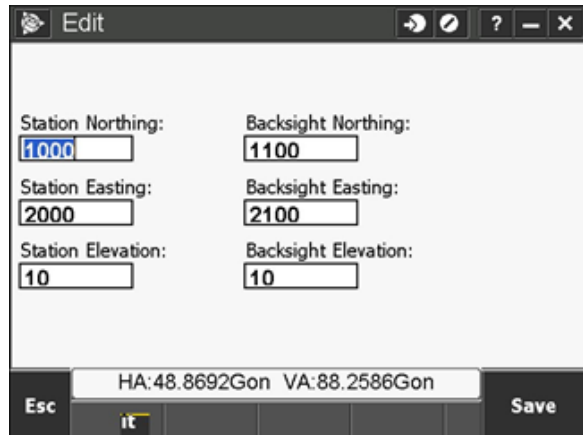 Edit ? – ×
Station Northing: Backsight Northing:
1000 1100
Station Easting: Backsight Easting:
2000 2100
Station Elevation: Backsight Elevation:
10 10
HA:48.8692Gon VA:88.2586Gon
Esc it Save